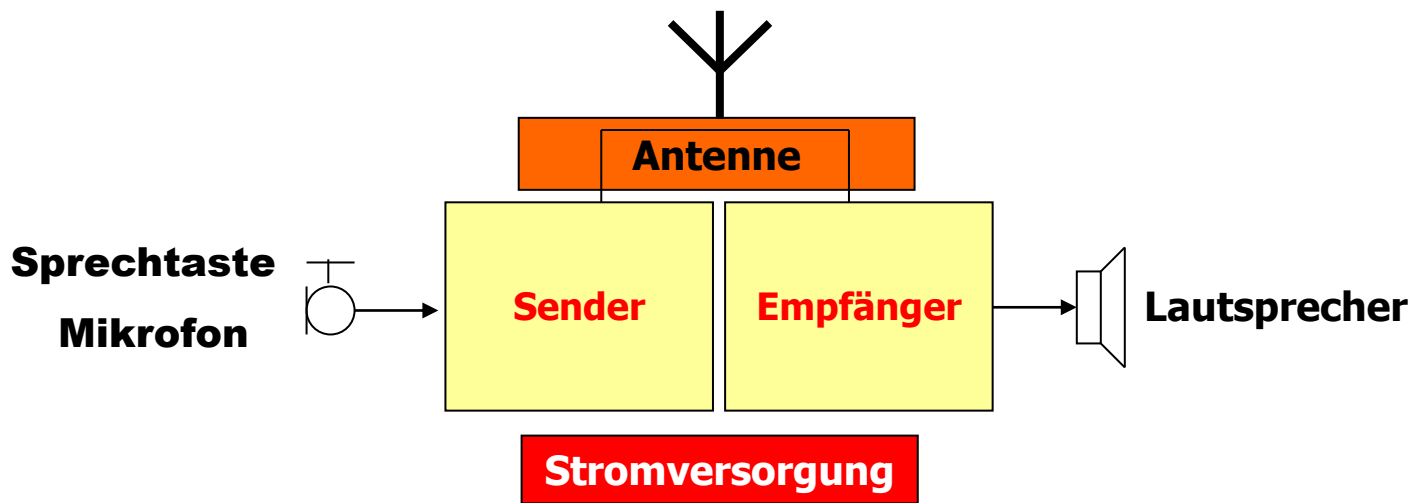 Antenne
Sprechtaste
Mikrofon
Sender
Empfänger
Lautsprecher
Stromversorgung